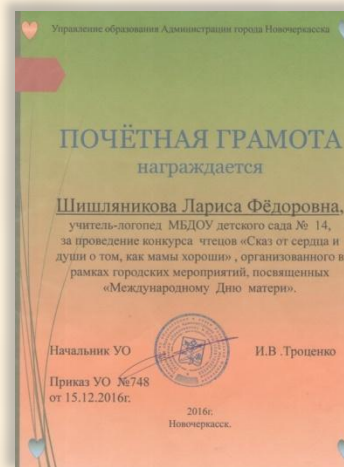 Управление образования Администрации города Новочеркасска
ПОЧЁТНАЯ ГРАМОТА
награждается
Шишляникова Лариса Фёдоровна,
учитель-логопед МБДОУ детского сада № 14,
за проведение конкурса чтецов «Сказ от сердца и
души о том, как мамы хороши» , организованного в
рамках городских мероприятий, посвященных
«Международному Дню матери».
Начальник УО И.В .Троценко
Приказ УО №748
от 15.12.2016г.
2016г.
Новочеркасск.